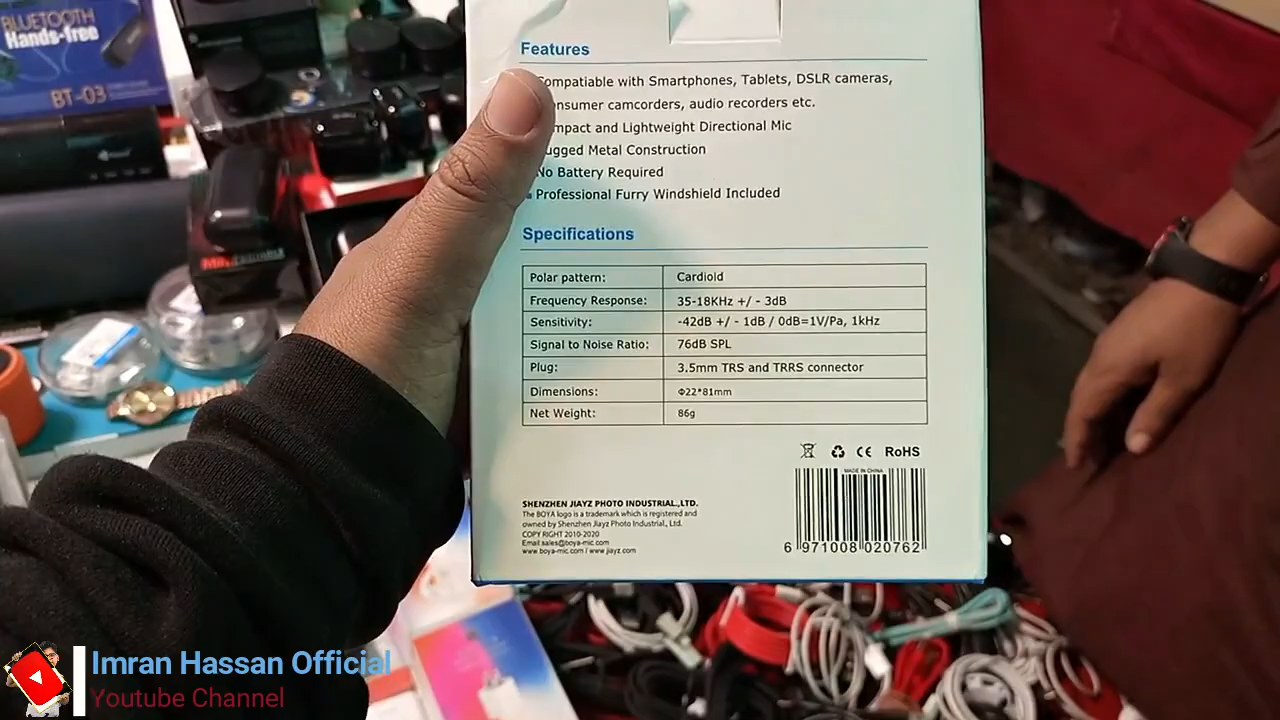 BLUETOOTH
Hands-free
BT-03
Features
Compatiable with Smartphones, Tablets, DSLR cameras,
onsumer camcorders, audio recorders etc.
mpact and Lightweight Directional Mic
ugged Metal Construction
No Battery Required
Professional Furry Windshield Included
Specifications
Polar pattern: Cardioid
Frequency Response: 35-18KHz +/ - 3dB
Sensitivity: -42dB +/ - 1dB / 0dB=1V/Pa, 1kHz
Signal to Noise Ratio: 76dB SPL
Plug: 3.5mm TRS and TRRS connector
Dimensions: Φ22*81mm
Net Weight: 86g
CE RoHS
MADE IN CHINA
SHENZHEN JIAYZ PHOTO INDUSTRIAL.,LTD.
The BOYA logo is a trademark which is registered and
owned by Shenzhen Jiayz Photo Industrial., Ltd.
COPY RIGHT 2010-2020
Email:sales@boya-mic.com
www.boya-mic.com / www.jiayz.com
6 971008 020762
Imran Hassan Official
Youtube Channel